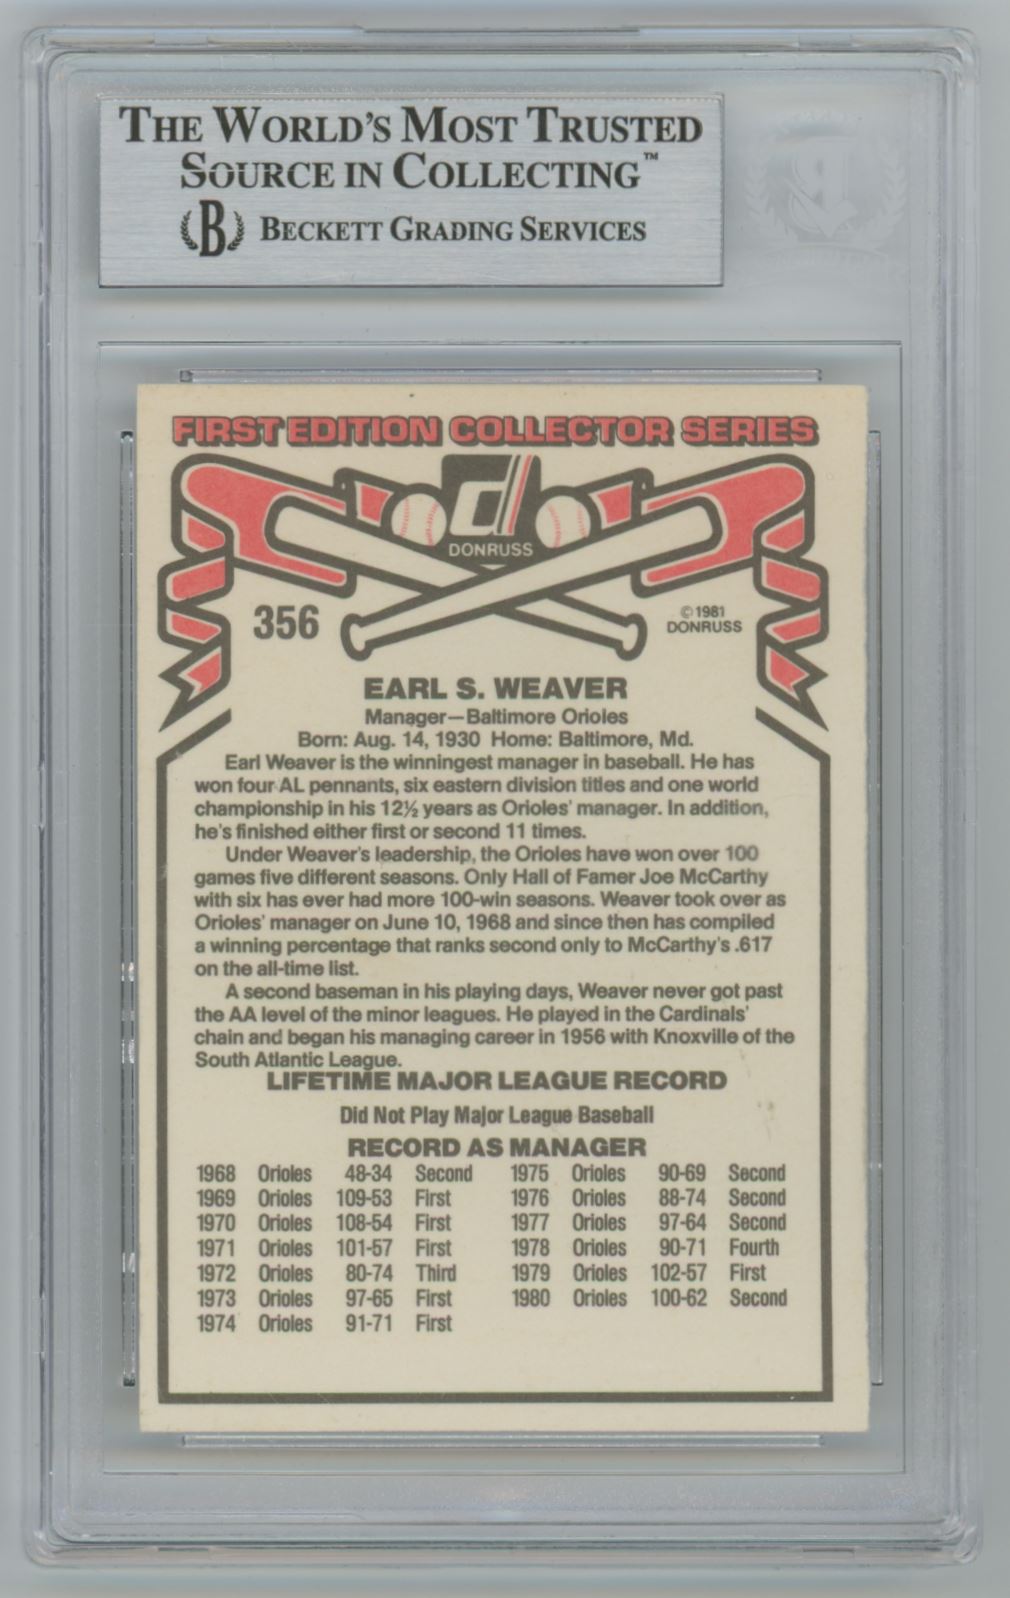 THE WORLD'S MOST TRUSTED
SOURCE IN COLLECTING™
B BECKETT GRADING SERVICES
FIRST EDITION COLLECTOR SERIES
d
DONRUSS
356
©1981
DONRUSS
EARL S. WEAVER
Manager—Baltimore Orioles
Born: Aug. 14, 1930 Home: Baltimore, Md.
Earl Weaver is the winningest manager in baseball. He has
won four AL pennants, six eastern division titles and one world
championship in his 12½ years as Orioles' manager. In addition,
he's finished either first or second 11 times.
Under Weaver's leadership, the Orioles have won over 100
games five different seasons. Only Hall of Famer Joe McCarthy
with six has ever had more 100-win seasons. Weaver took over as
Orioles' manager on June 10, 1968 and since then has compiled
a winning percentage that ranks second only to McCarthy's .617
on the all-time list.
A second baseman in his playing days, Weaver never got past
the AA level of the minor leagues. He played in the Cardinals'
chain and began his managing career in 1956 with Knoxville of the
South Atlantic League.
LIFETIME MAJOR LEAGUE RECORD
Did Not Play Major League Baseball
RECORD AS MANAGER
1968 Orioles 48-34 Second 1975 Orioles 90-69 Second
1969 Orioles 109-53 First 1976 Orioles 88-74 Second
1970 Orioles 108-54 First 1977 Orioles 97-64 Second
1971 Orioles 101-57 First 1978 Orioles 90-71 Fourth
1972 Orioles 80-74 Third 1979 Orioles 102-57 First
1973 Orioles 97-65 First 1980 Orioles 100-62 Second
1974 Orioles 91-71 First